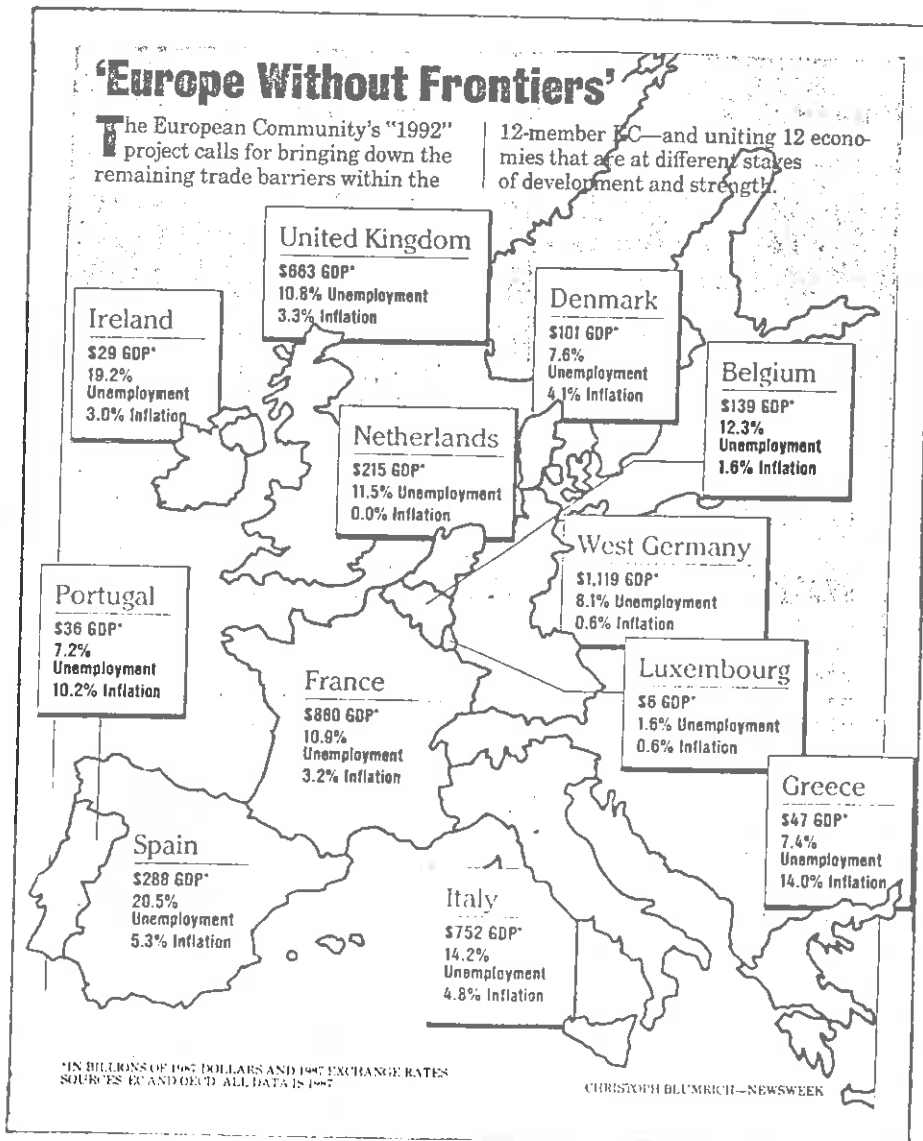 'Europe Without Frontiers'
The European Community's "1992"
project calls for bringing down the
remaining trade barriers within the
12-member EC—and uniting 12 econo-
mies that are at different stages
of development and strength.
United Kingdom
$663 GDP*
10.8% Unemployment
3.3% Inflation
Ireland
$29 GDP*
19.2%
Unemployment
3.0% Inflation
Denmark
$101 GDP*
7.6%
Unemployment
4.1% Inflation
Belgium
$139 GDP*
12.3%
Unemployment
1.6% Inflation
Netherlands
$215 GDP*
11.5% Unemployment
0.0% Inflation
West Germany
$1,119 GDP*
8.1% Unemployment
0.6% Inflation
Portugal
$36 GDP*
7.2%
Unemployment
10.2% Inflation
France
$880 GDP*
10.9%
Unemployment
3.2% Inflation
Luxembourg
$6 GDP*
1.6% Unemployment
0.6% Inflation
Greece
$47 GDP*
7.4%
Unemployment
14.0% Inflation
Spain
$288 GDP*
20.5%
Unemployment
5.3% Inflation
Italy
$752 GDP*
14.2%
Unemployment
4.8% Inflation
*IN BILLIONS OF 1987 DOLLARS AND 1987 EXCHANGE RATES
SOURCES: EC AND OECD. ALL DATA IS 1987
CHRISTOPH BLUMRICH—NEWSWEEK